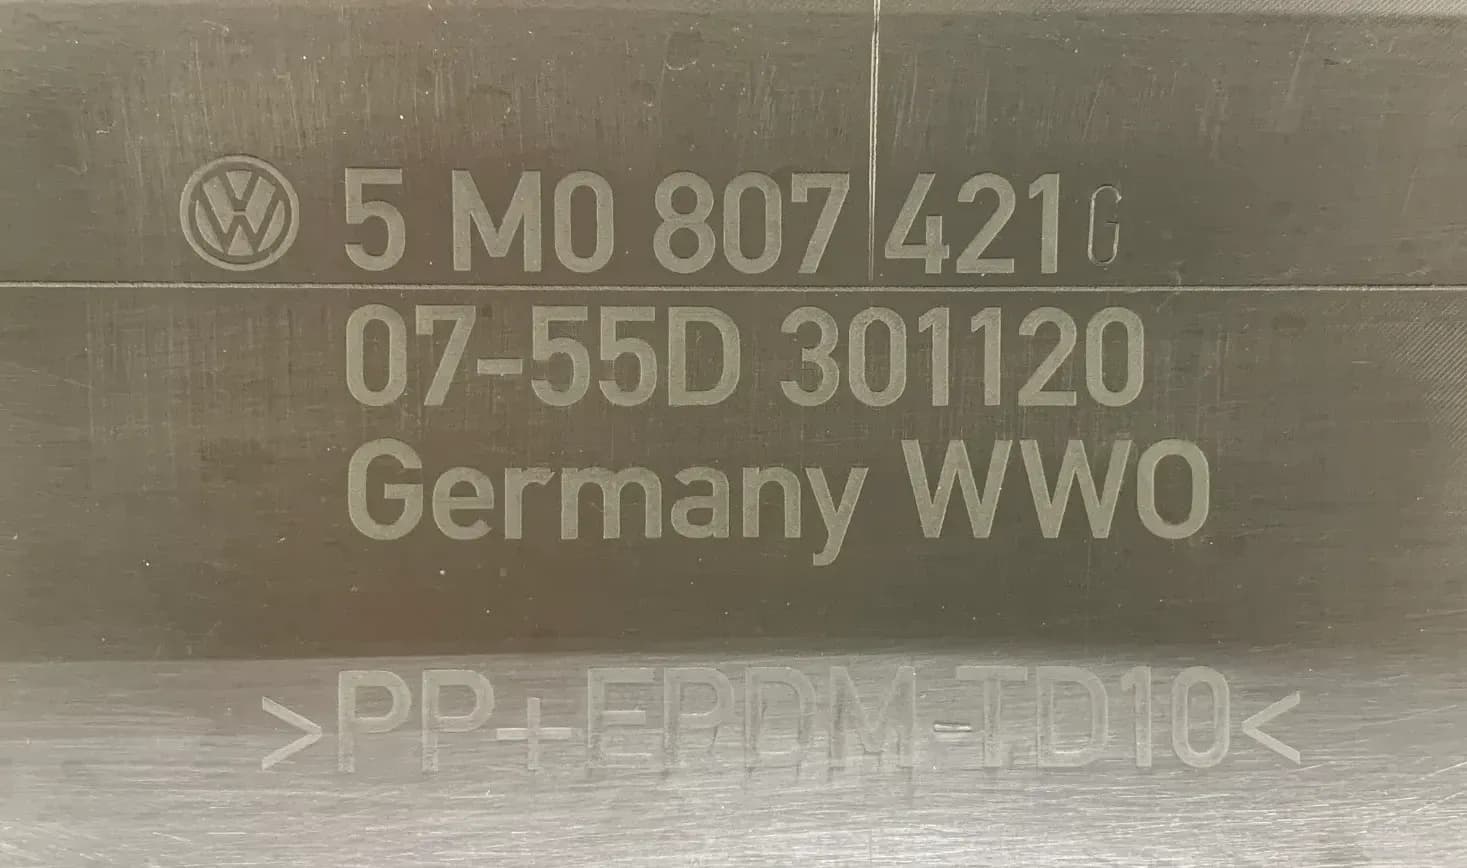 5 M0 807 421 G
07-55D 301120
Germany WWO
>PP+EPDM-TD10<